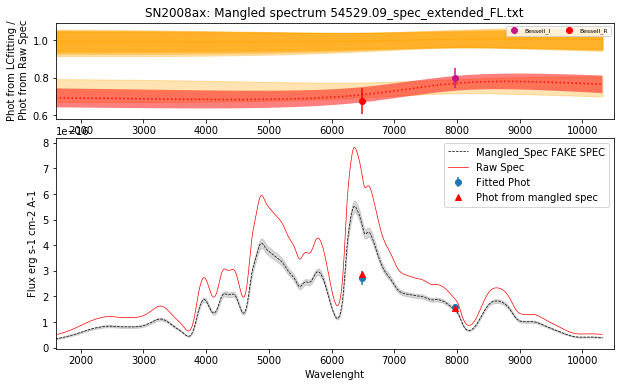 SN2008ax: Mangled spectrum 54529.09_spec_extended_FL.txt
Phot from LCfitting /
Phot from Raw Spec
1.0
0.8
0.6
Bessell_I
Bessell_R
2000 3000 4000 5000 6000 7000 8000 9000 10000
Flux erg s-1 cm-2 A-1
8
7
6
5
4
3
2
1
0
Mangled_Spec FAKE SPEC
Raw Spec
Fitted Phot
Phot from mangled spec
2000 3000 4000 5000 6000 7000 8000 9000 10000
Wavelenght